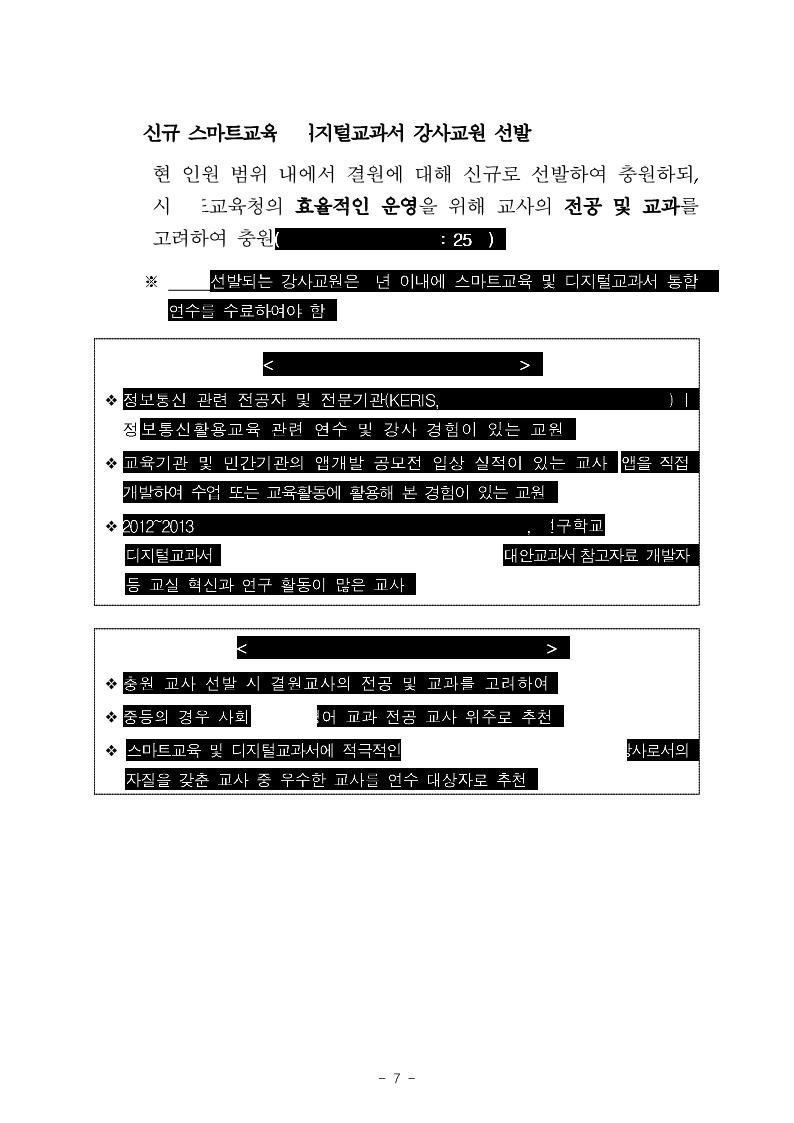 신규 스마트교육 디지털교과서 강사교원 선발
현 인원 범위 내에서 결원에 대해 신규로 선발하여 충원하되,
시 도교육청의 효율적인 운영을 위해 교사의 전공 및 교과를
고려하여 충원( : 25 )
※ 선발되는 강사교원은 년 이내에 스마트교육 및 디지털교과서 통합
연수를 수료하여야 함
< >
❖ 정보통신 관련 전공자 및 전문기관(KERIS, )
정보통신활용교육 관련 연수 및 강사 경험이 있는 교원
❖ 교육기관 및 민간기관의 앱개발 공모전 입상 실적이 있는 교사 앱을 직접
개발하여 수업 또는 교육활동에 활용해 본 경험이 있는 교원
❖ 2012~2013 , 연구학교
디지털교과서 대안교과서 참고자료 개발자
등 교실 혁신과 연구 활동이 많은 교사
< >
❖ 충원 교사 선발 시 결원교사의 전공 및 교과를 고려하여
❖ 중등의 경우 사회 영어 교과 전공 교사 위주로 추천
❖ 스마트교육 및 디지털교과서에 적극적인 강사로서의
자질을 갖춘 교사 중 우수한 교사를 연수 대상자로 추천
- 7 -